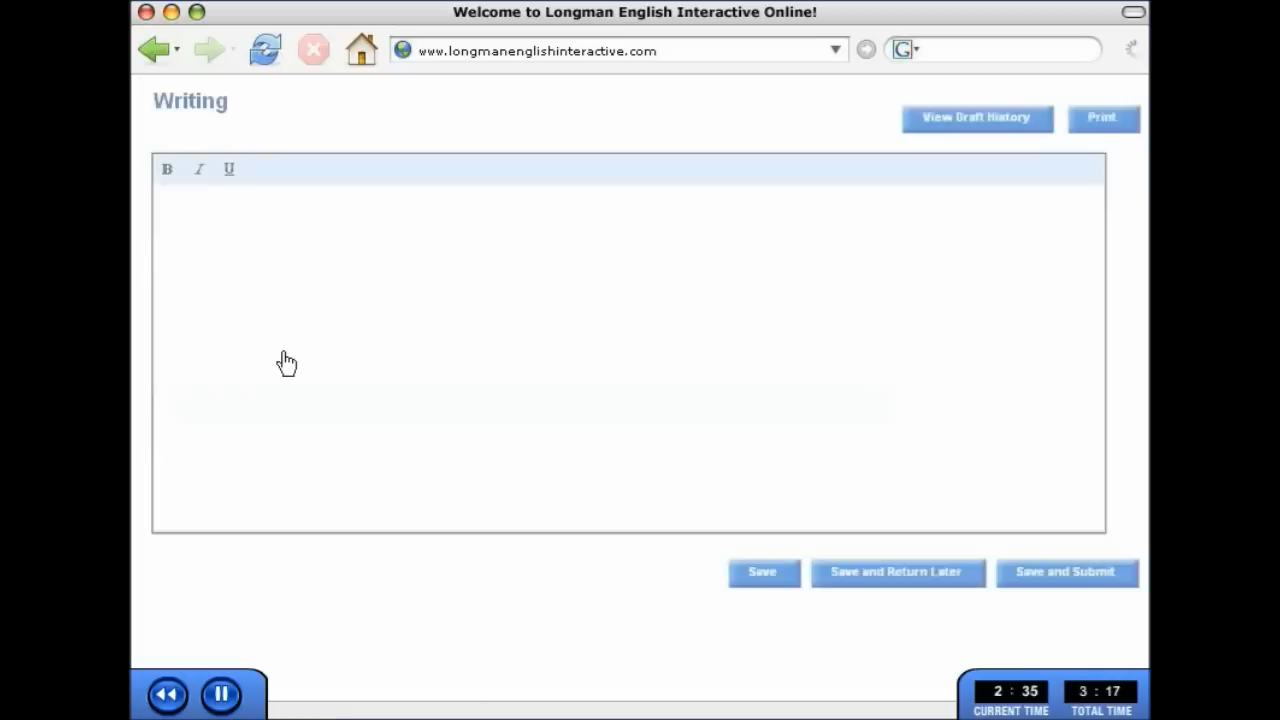 Welcome to Longman English Interactive Online!
www.longmanenglishinteractive.com
G
Writing
View Draft History
Print
B I U
Save
Save and Return Later
Save and Submit
2 : 35
3 : 17
CURRENT TIME
TOTAL TIME